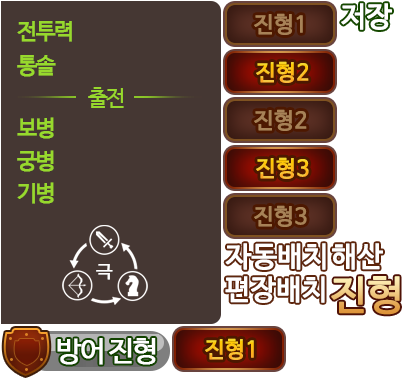 전투력
통솔
출전
보병
궁병
기병
극
진형1
저장
진형2
진형2
진형3
진형3
자동배치 해산
편장배치 진형
방어 진형
진형1